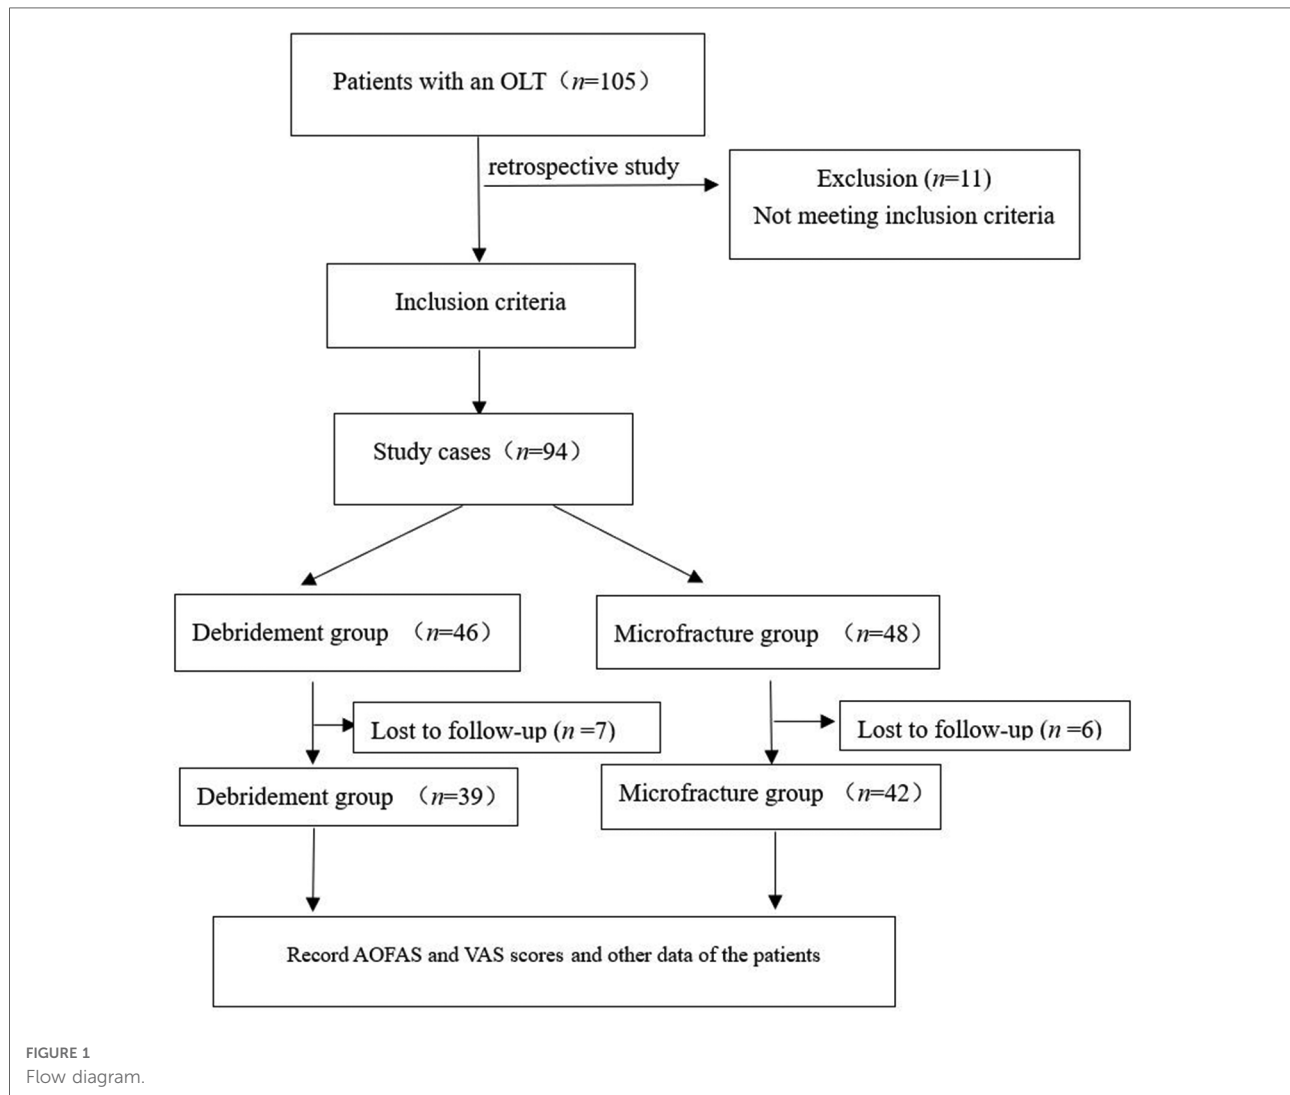 Patients with an OLT（n=105）
retrospective study
Exclusion (n=11)
Not meeting inclusion criteria
Inclusion criteria
Study cases（n=94）
Debridement group （n=46）
Microfracture group （n=48）
Lost to follow-up (n =7)
Lost to follow-up (n =6)
Debridement group （n=39）
Microfracture group （n=42）
Record AOFAS and VAS scores and other data of the patients
FIGURE 1
Flow diagram.